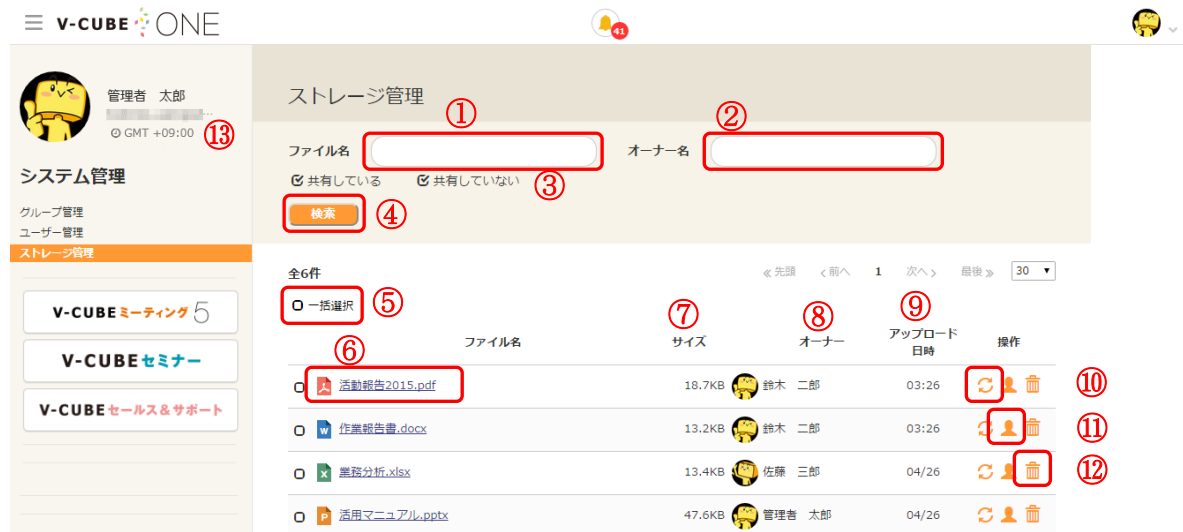 V-CUBE ONE
41
管理者 太郎
GMT +09:00 ⑬
システム管理
グループ管理
ユーザー管理
ストレージ管理
V-CUBE ミーティング 5
V-CUBE セミナー
V-CUBE セールス&サポート
ストレージ管理
① ②
ファイル名 オーナー名
共有している 共有していない ③
検索 ④
全6件 ≪先頭 ‹前へ 1 次へ› 最後≫ 30
一括選択 ⑤
⑥ ⑦ ⑧ ⑨
ファイル名 サイズ オーナー アップロード日時 操作
活動報告2015.pdf 18.7KB 鈴木 二郎 03:26 ⑩
作業報告書.docx 13.2KB 鈴木 二郎 03:26 ⑪
業務分析.xlsx 13.4KB 佐藤 三郎 04/26 ⑫
活用マニュアル.pptx 47.6KB 管理者 太郎 04/26